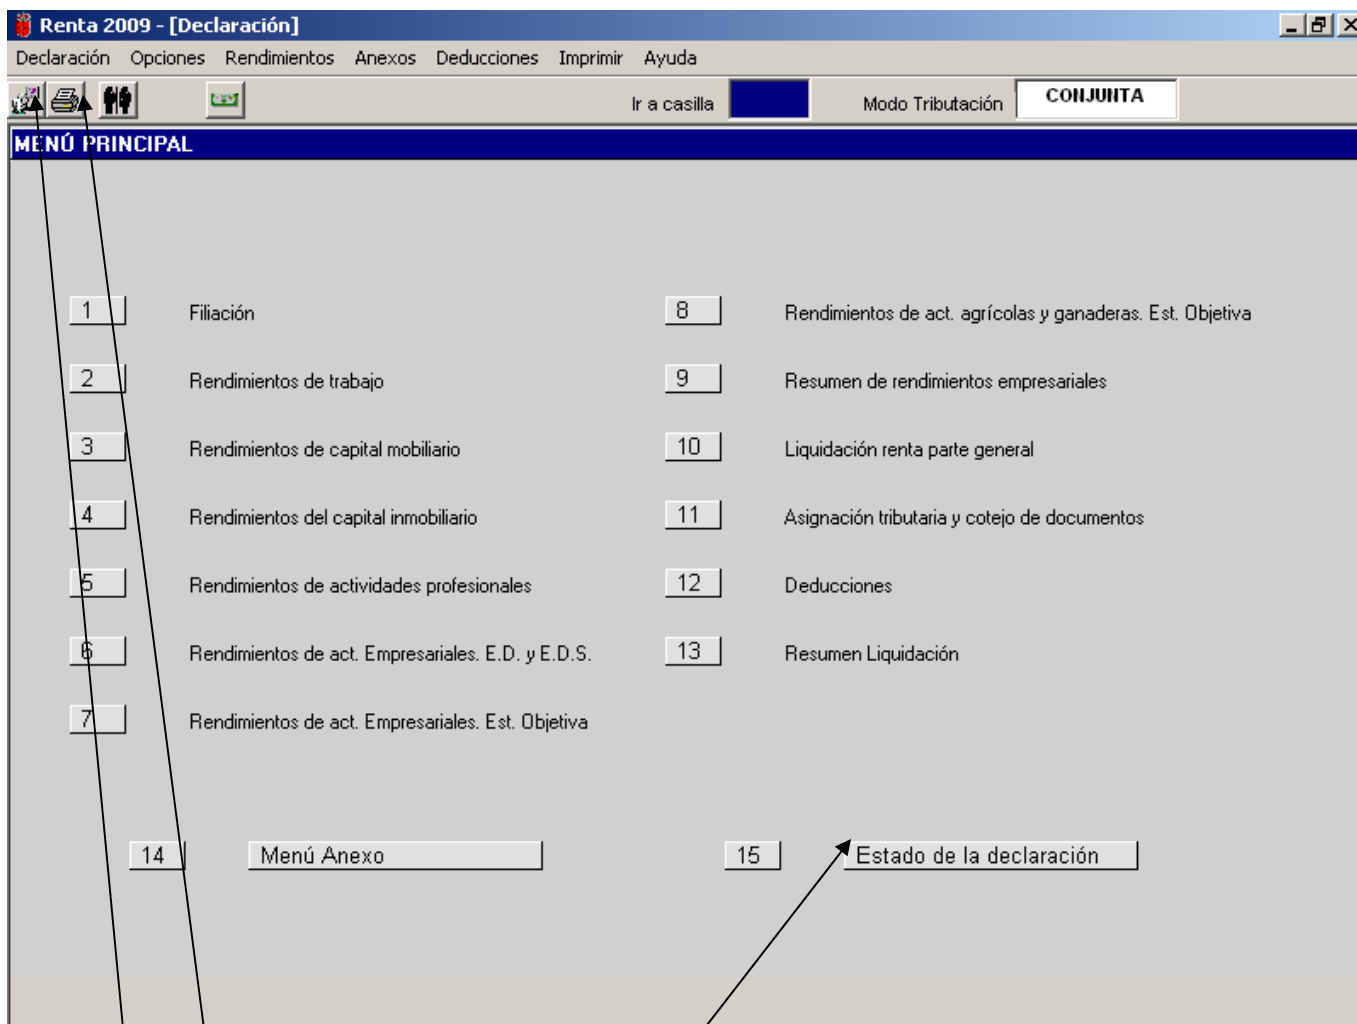 Renta 2009 - [Declaración]
Declaración Opciones Rendimientos Anexos Deducciones Imprimir Ayuda
Ir a casilla Modo Tributación CONJUNTA
MENÚ PRINCIPAL
1 Filiación
2 Rendimientos de trabajo
3 Rendimientos de capital mobiliario
4 Rendimientos del capital inmobiliario
5 Rendimientos de actividades profesionales
6 Rendimientos de act. Empresariales. E.D. y E.D.S.
7 Rendimientos de act. Empresariales. Est. Objetiva
8 Rendimientos de act. agrícolas y ganaderas. Est. Objetiva
9 Resumen de rendimientos empresariales
10 Liquidación renta parte general
11 Asignación tributaria y cotejo de documentos
12 Deducciones
13 Resumen Liquidación
14 Menú Anexo
15 Estado de la declaración